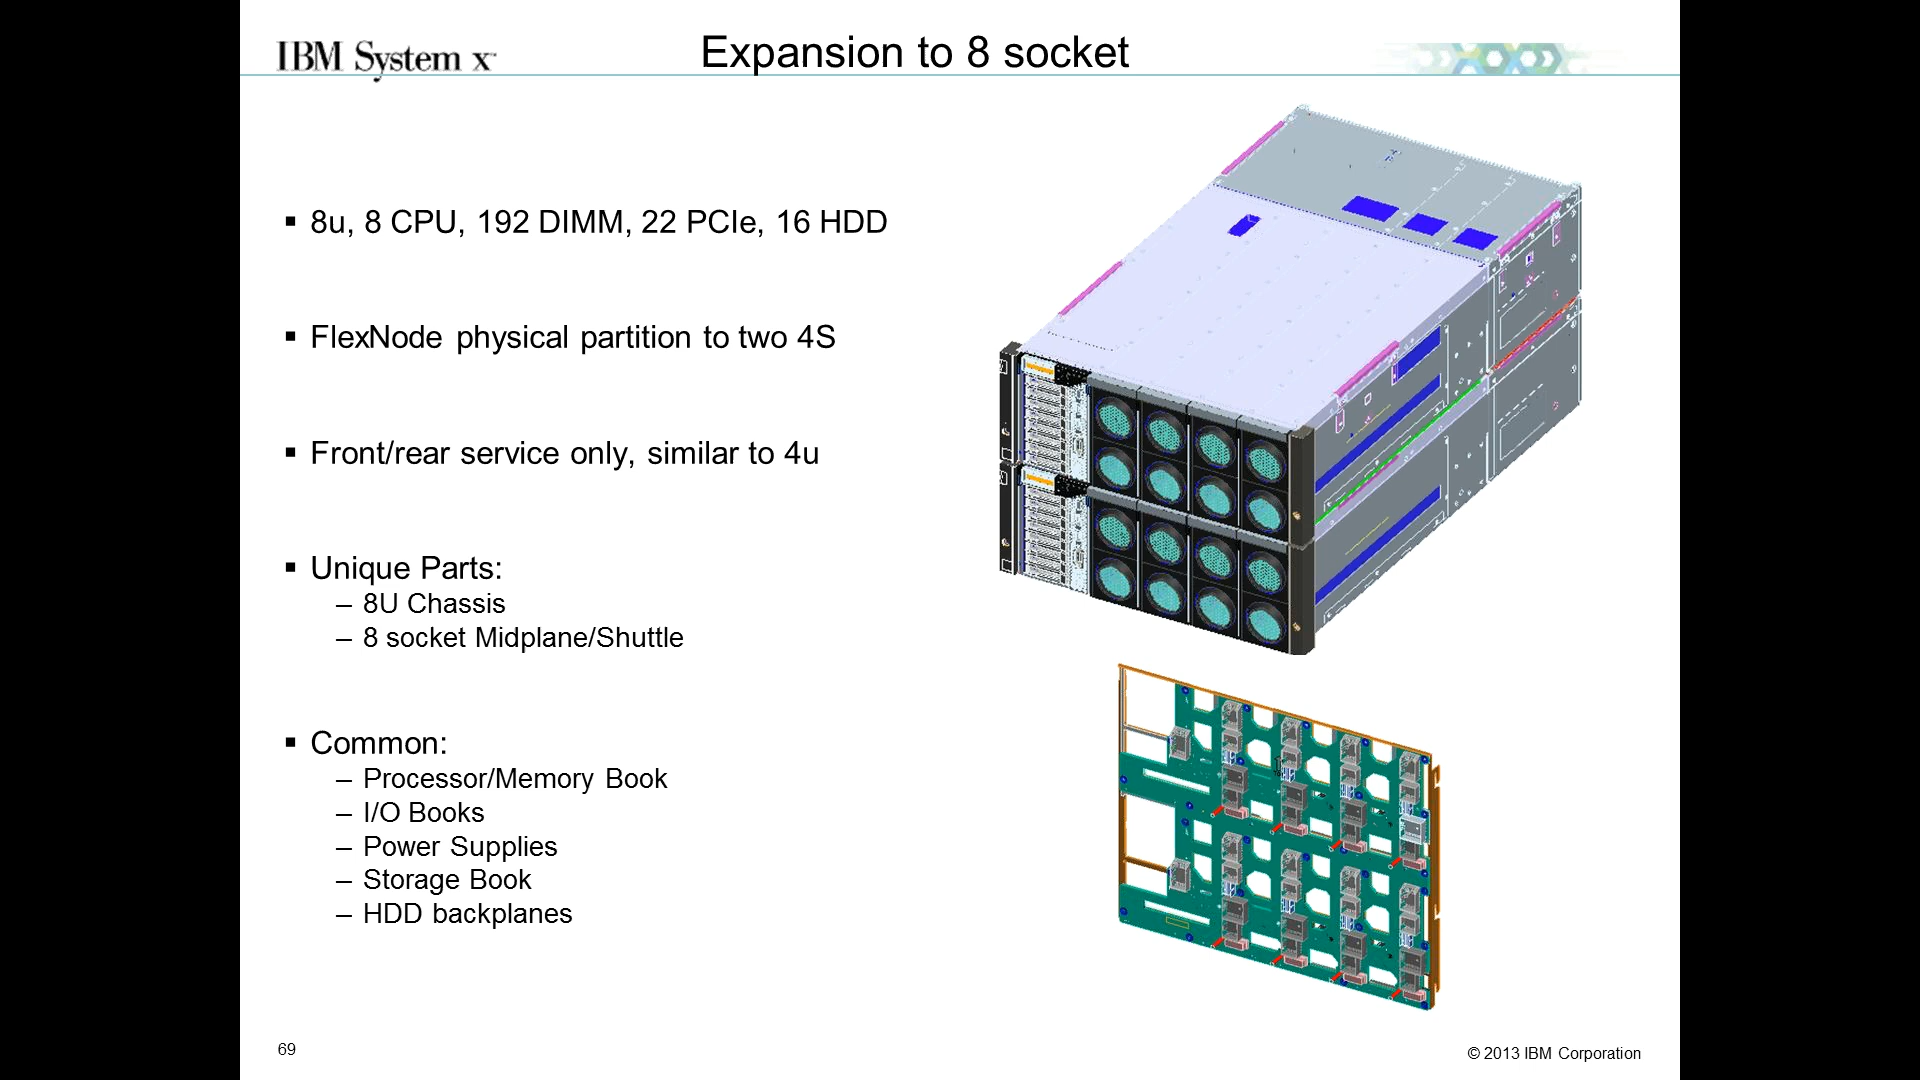 IBM System x
Expansion to 8 socket
▪ 8u, 8 CPU, 192 DIMM, 22 PCIe, 16 HDD
▪ FlexNode physical partition to two 4S
▪ Front/rear service only, similar to 4u
▪ Unique Parts:
– 8U Chassis
– 8 socket Midplane/Shuttle
▪ Common:
– Processor/Memory Book
– I/O Books
– Power Supplies
– Storage Book
– HDD backplanes
69
© 2013 IBM Corporation